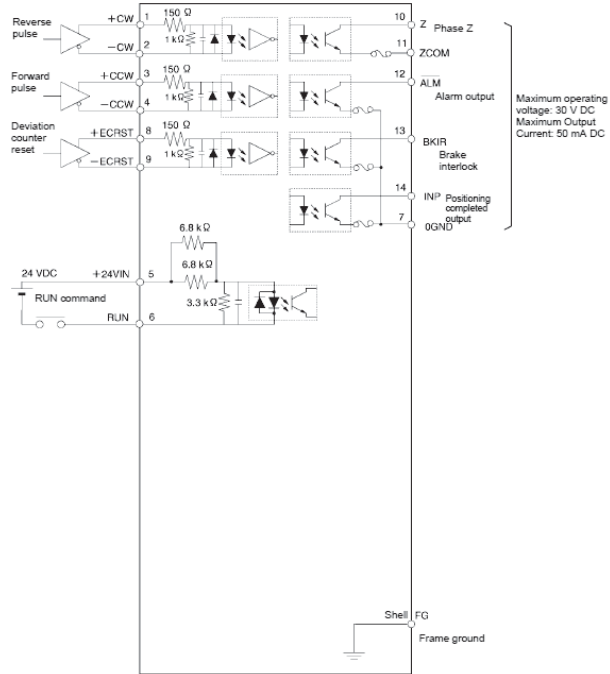 Reverse pulse
+CW
1
150 Ω
1 kΩ
−CW
2
10
Z
Phase Z
11
ZCOM
Forward pulse
+CCW
3
150 Ω
1 kΩ
−CCW
4
12
ALM
Alarm output
Deviation counter reset
+ECRST
8
150 Ω
1 kΩ
−ECRST
9
13
BKIR
Brake interlock
14
INP
Positioning completed output
7
0GND
Maximum operating
voltage: 30 V DC
Maximum Output
Current: 50 mA DC
6.8 kΩ
24 VDC
+24VIN
5
6.8 kΩ
RUN command
3.3 kΩ
RUN
6
Shell
FG
Frame ground